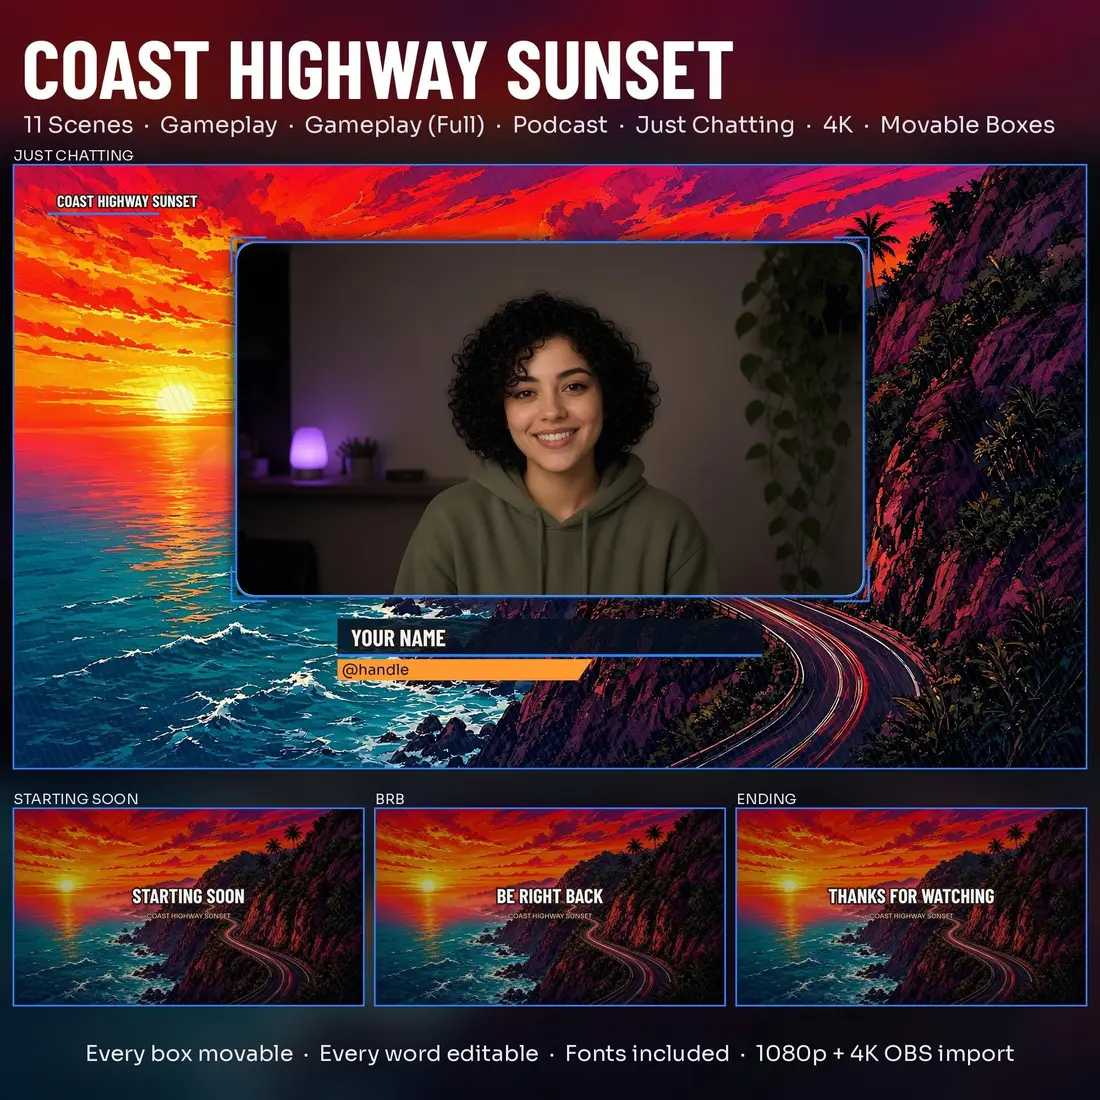 COAST HIGHWAY SUNSET
11 Scenes · Gameplay · Gameplay (Full) · Podcast · Just Chatting · 4K · Movable Boxes
JUST CHATTING
COAST HIGHWAY SUNSET
YOUR NAME
@handle
STARTING SOON
BRB
ENDING
STARTING SOON
COAST HIGHWAY SUNSET
BE RIGHT BACK
COAST HIGHWAY SUNSET
THANKS FOR WATCHING
COAST HIGHWAY SUNSET
Every box movable · Every word editable · Fonts included · 1080p + 4K OBS import